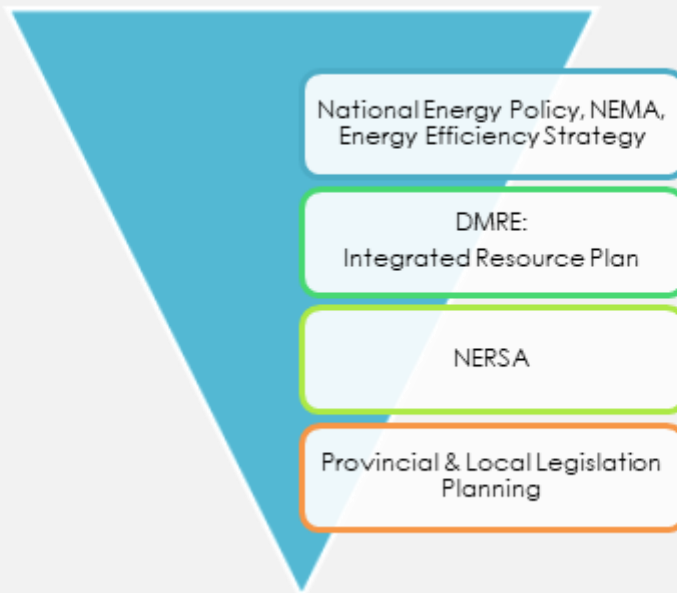 National Energy Policy, NEMA,
Energy Efficiency Strategy
DMRE:
Integrated Resource Plan
NERSA
Provincial & Local Legislation
Planning